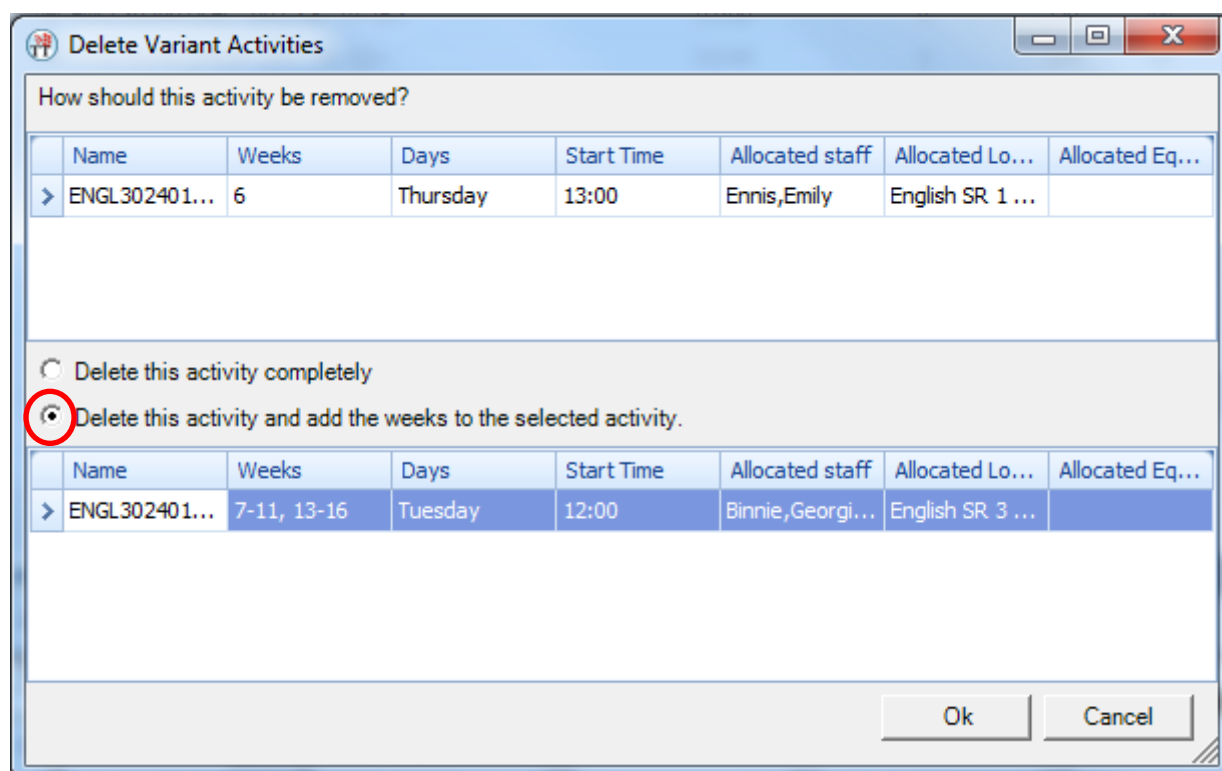 Delete Variant Activities
How should this activity be removed?
Name Weeks Days Start Time Allocated staff Allocated Lo... Allocated Eq...
ENGL302401... 6 Thursday 13:00 Ennis,Emily English SR 1 ...
Delete this activity completely
Delete this activity and add the weeks to the selected activity.
Name Weeks Days Start Time Allocated staff Allocated Lo... Allocated Eq...
ENGL302401... 7-11, 13-16 Tuesday 12:00 Binnie,Georgi... English SR 3 ...
Ok Cancel